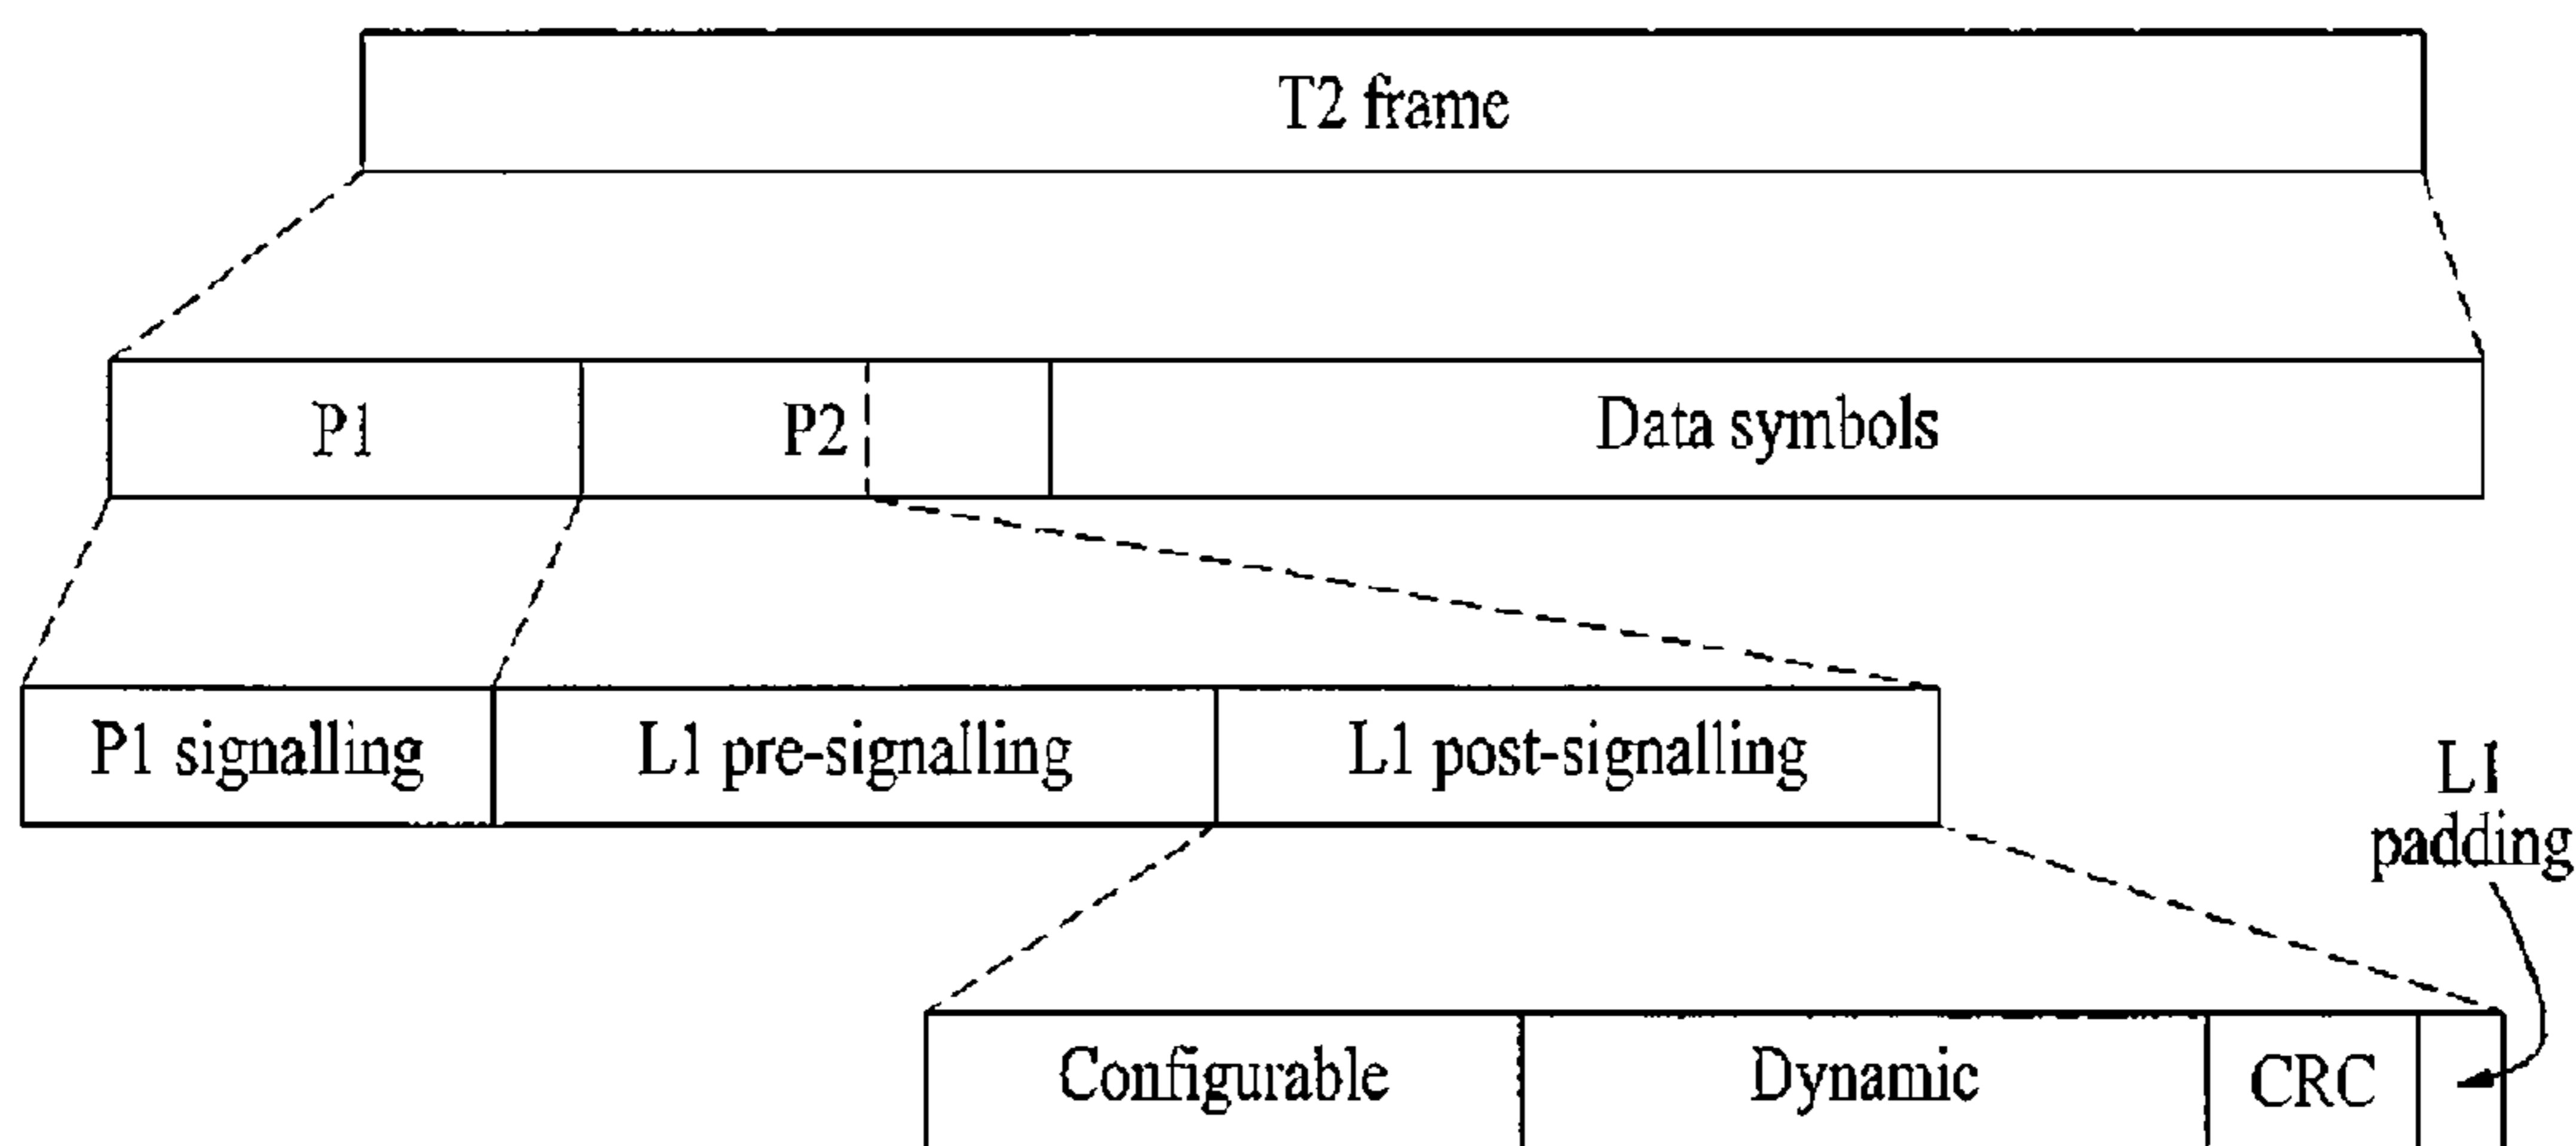 T2 frame
P1
P2
Data symbols
P1 signalling
L1 pre-signalling
L1 post-signalling
L1
padding
Configurable
Dynamic
CRC